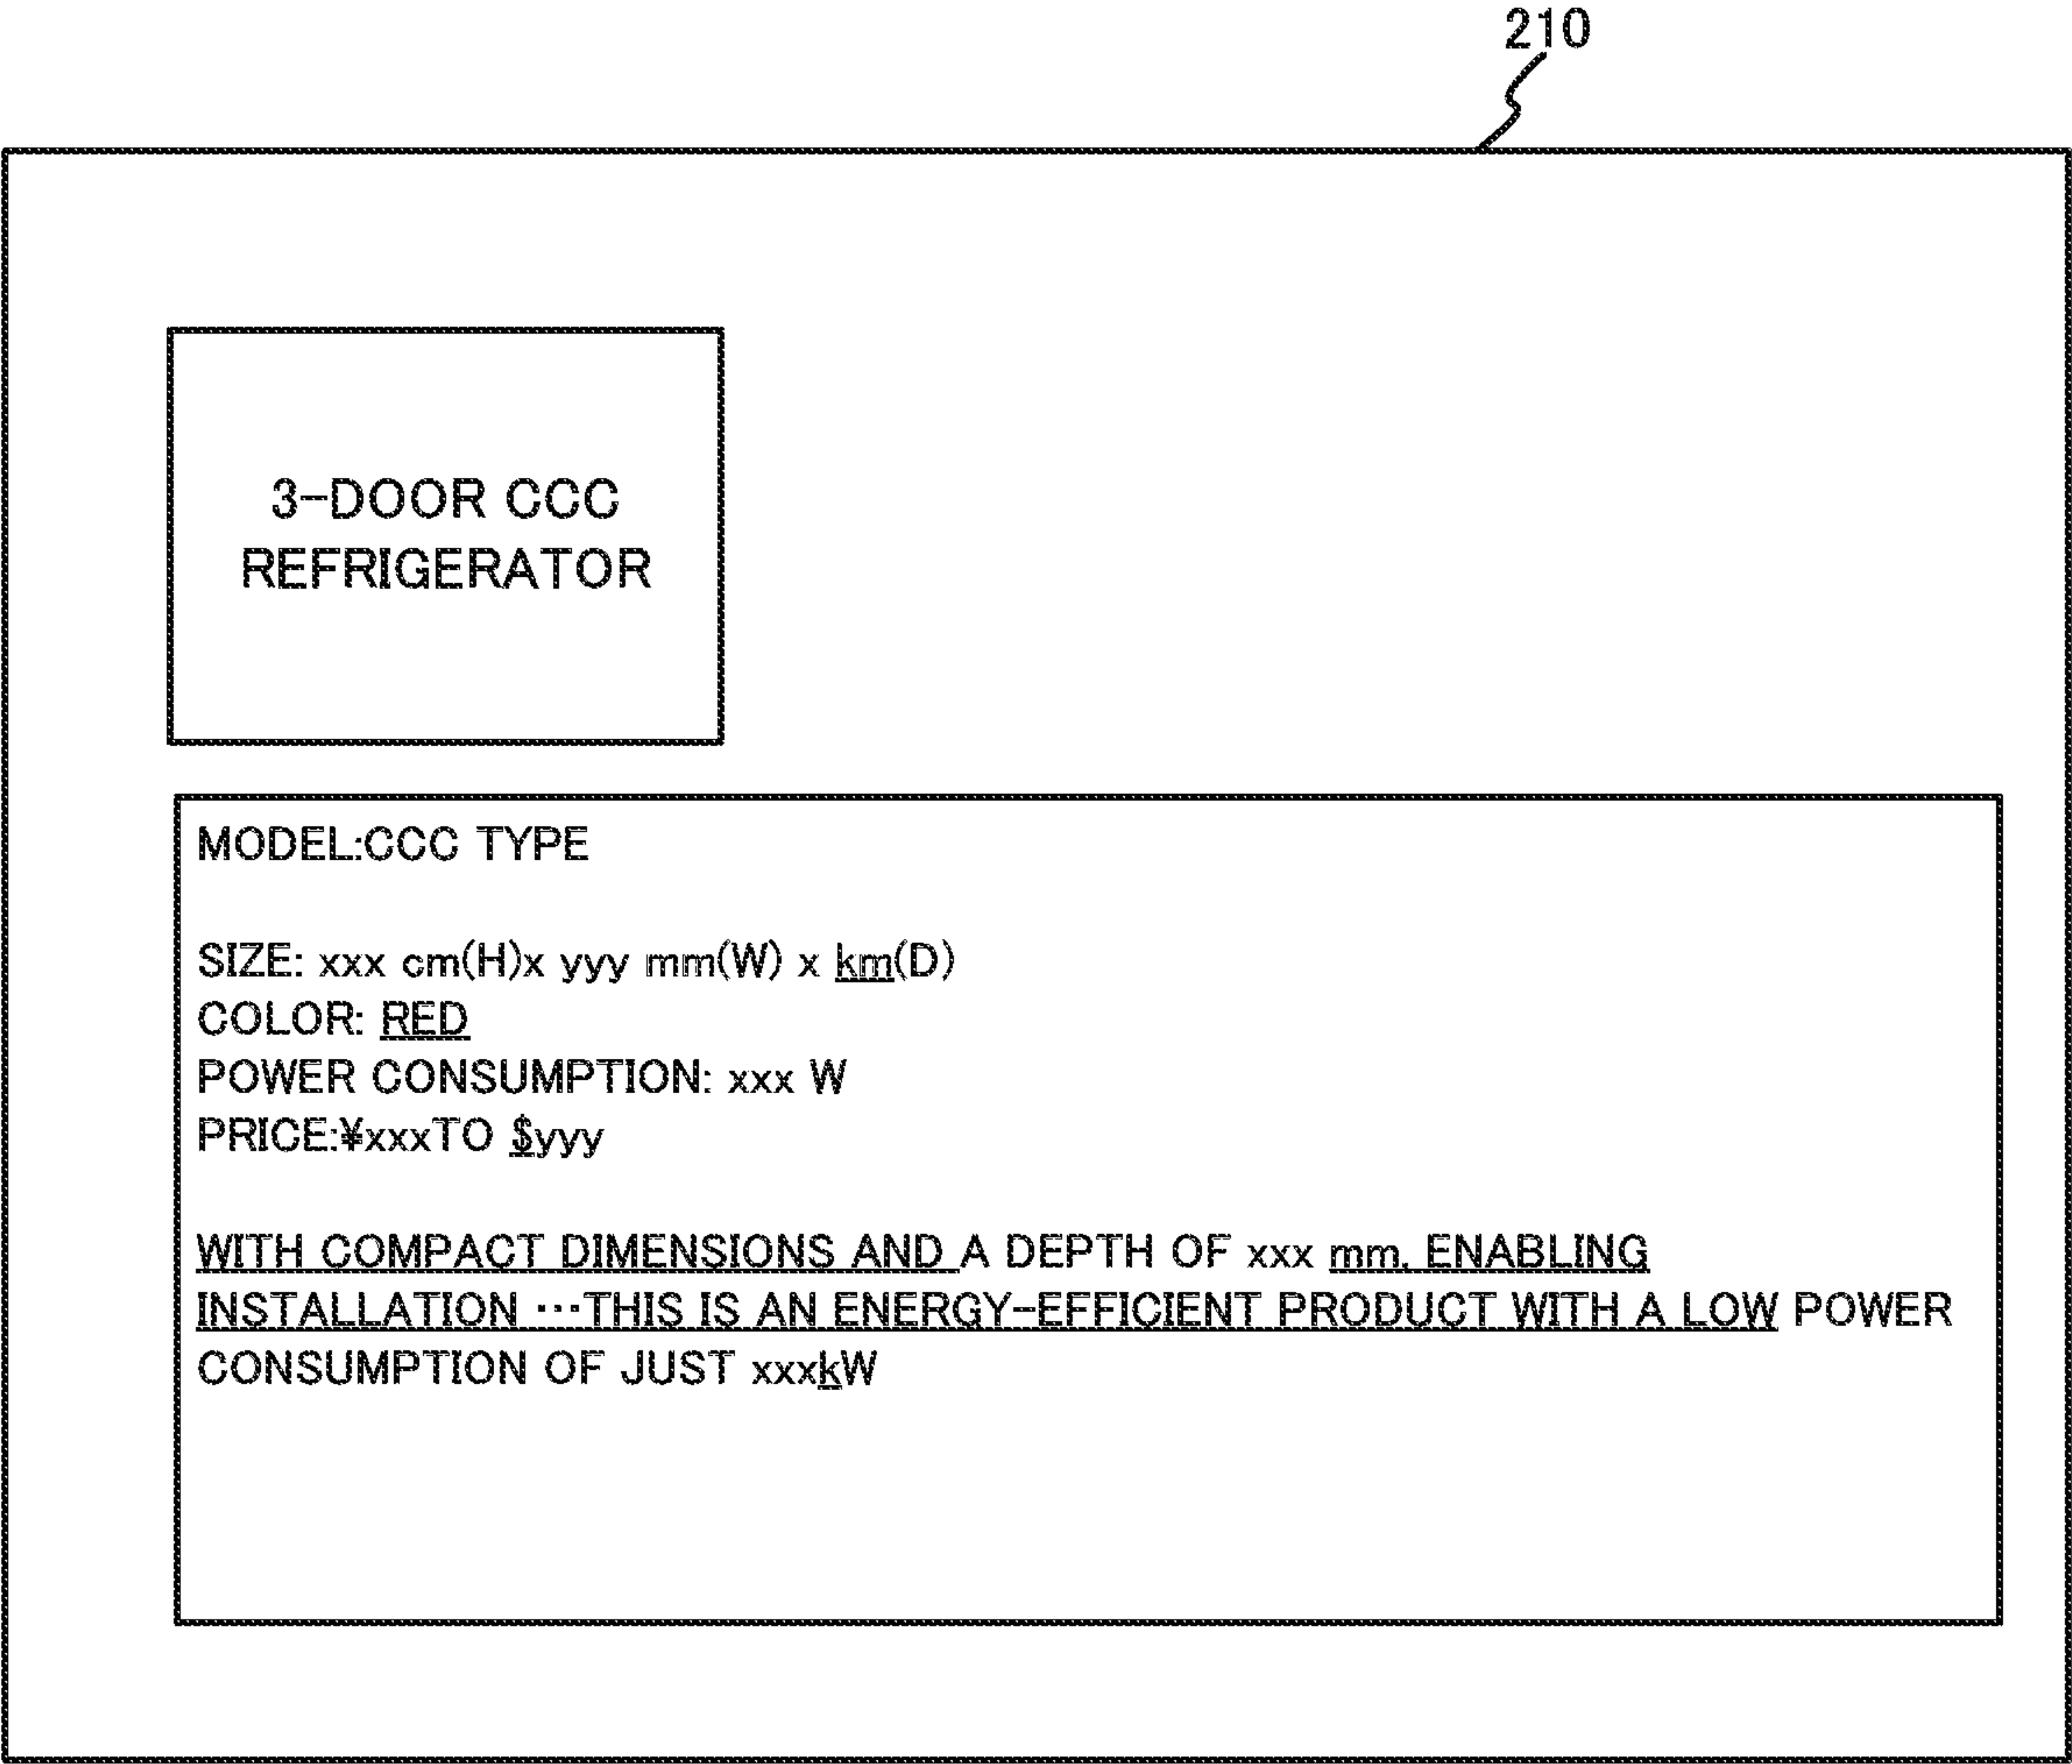 210
3-DOOR CCC
REFRIGERATOR
MODEL:CCC TYPE
SIZE: xxx cm(H)x yyy mm(W) x km(D)
COLOR: RED
POWER CONSUMPTION: xxx W
PRICE:¥xxxTO $yyy
WITH COMPACT DIMENSIONS AND A DEPTH OF xxx mm, ENABLING
INSTALLATION ···THIS IS AN ENERGY-EFFICIENT PRODUCT WITH A LOW POWER
CONSUMPTION OF JUST xxxkW